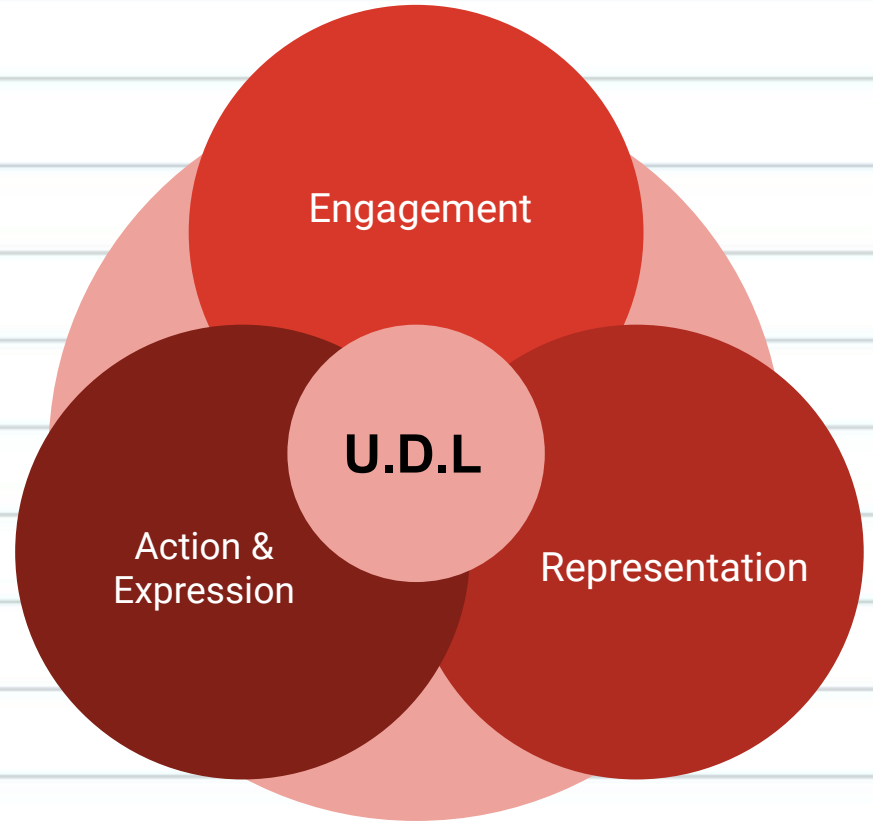 Engagement
U.D.L
Action &
Expression
Representation